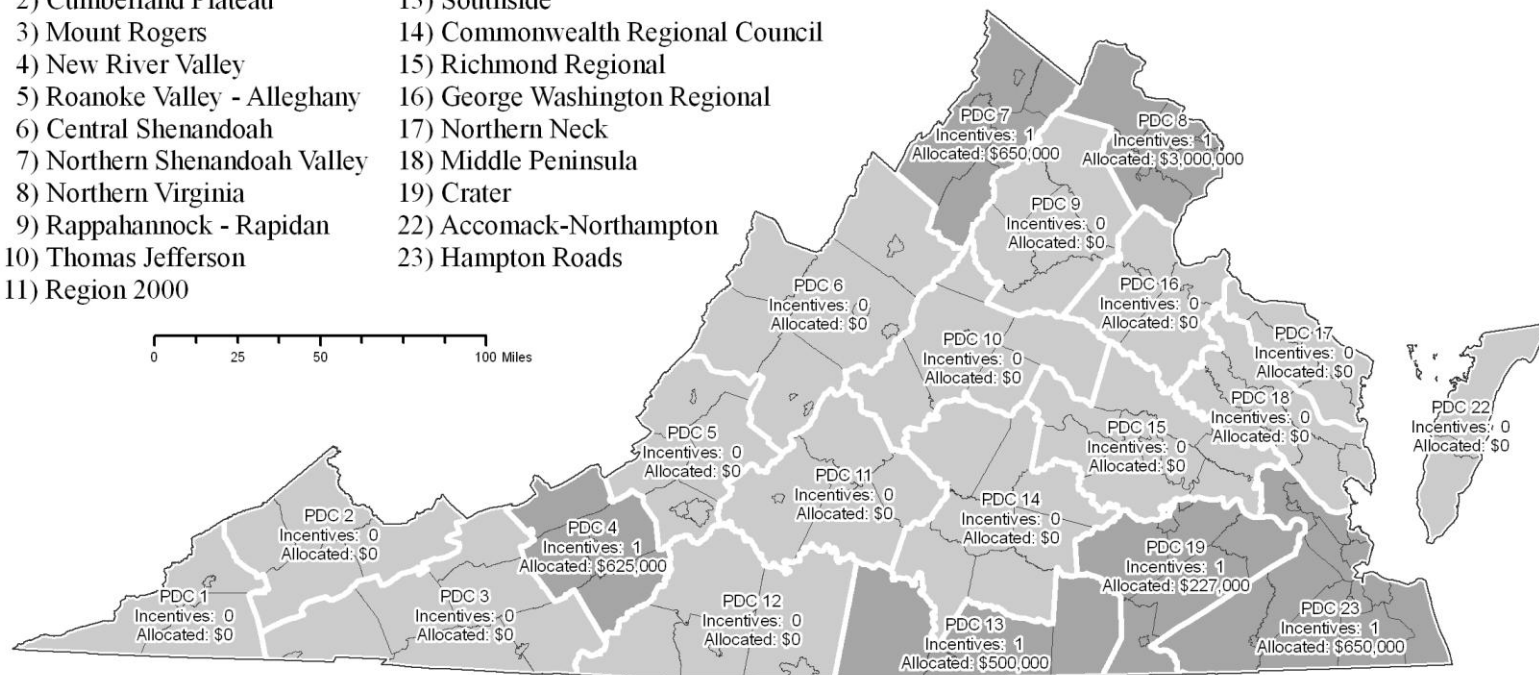 2) Cumberland Plateau
3) Mount Rogers
4) New River Valley
5) Roanoke Valley - Alleghany
6) Central Shenandoah
7) Northern Shenandoah Valley
8) Northern Virginia
9) Rappahannock - Rapidan
10) Thomas Jefferson
11) Region 2000
13) Southside
14) Commonwealth Regional Council
15) Richmond Regional
16) George Washington Regional
17) Northern Neck
18) Middle Peninsula
19) Crater
22) Accomack-Northampton
23) Hampton Roads
0 25 50 100 Miles
PDC 7
Incentives: 1
Allocated: $650,000
PDC 8
Incentives: 1
Allocated: $3,000,000
PDC 9
Incentives: 0
Allocated: $0
PDC 6
Incentives: 0
Allocated: $0
PDC 16
Incentives: 0
Allocated: $0
PDC 10
Incentives: 0
Allocated: $0
PDC 17
Incentives: 0
Allocated: $0
PDC 18
Incentives: 0
Allocated: $0
PDC 22
Incentives: 0
Allocated: $0
PDC 5
Incentives: 0
Allocated: $0
PDC 15
Incentives: 0
Allocated: $0
PDC 11
Incentives: 0
Allocated: $0
PDC 14
Incentives: 0
Allocated: $0
PDC 2
Incentives: 0
Allocated: $0
PDC 4
Incentives: 1
Allocated: $625,000
PDC 19
Incentives: 1
Allocated: $227,000
PDC 1
Incentives: 0
Allocated: $0
PDC 3
Incentives: 0
Allocated: $0
PDC 12
Incentives: 0
Allocated: $0
PDC 13
Incentives: 1
Allocated: $500,000
PDC 23
Incentives: 1
Allocated: $650,000